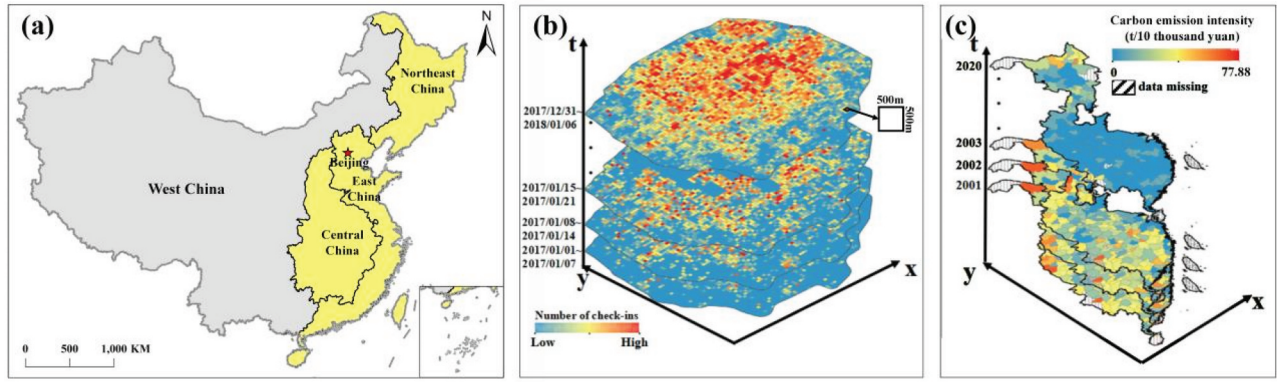 (a)
N
Northeast
China
Beijing
East
China
West China
Central
China
0 500 1,000 KM
(b)
t
500m
500m
2017/12/31
2018/01/06
2017/01/15
2017/01/21
2017/01/08
2017/01/14
2017/01/01
2017/01/07
y
x
Number of check-ins
Low High
(c)
Carbon emission intensity
(t/10 thousand yuan)
0 77.88
data missing
t
2020
2003
2002
2001
y
x